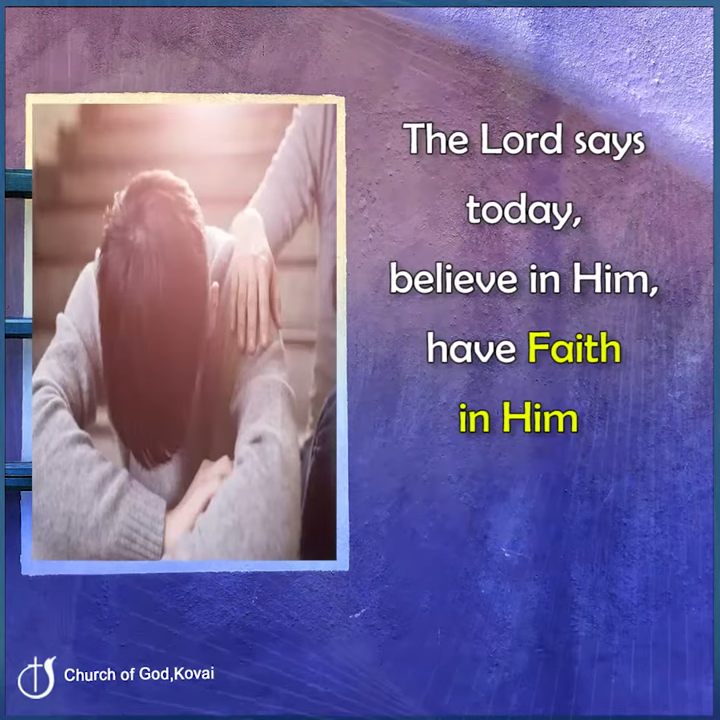 The Lord says
today,
believe in Him,
have Faith
in Him
Church of God,Kovai